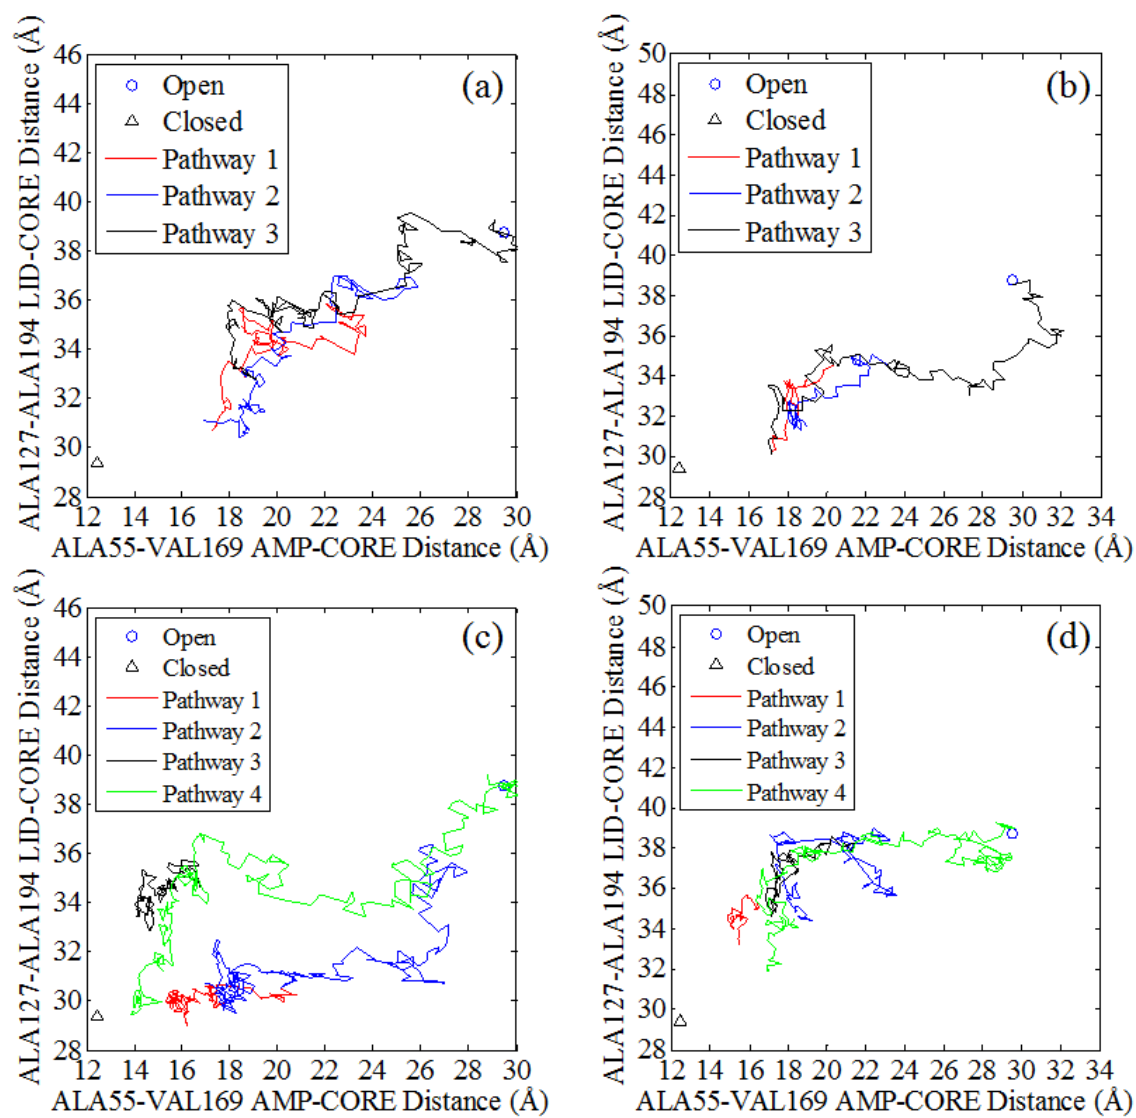 ALA127-ALA194 LID-CORE Distance (Å)
46
44
42
40
38
36
34
32
30
28
Open
Closed
Pathway 1
Pathway 2
Pathway 3
(a)
12 14 16 18 20 22 24 26 28 30
ALA55-VAL169 AMP-CORE Distance (Å)
ALA127-ALA194 LID-CORE Distance (Å)
50
48
46
44
42
40
38
36
34
32
30
28
Open
Closed
Pathway 1
Pathway 2
Pathway 3
(b)
12 14 16 18 20 22 24 26 28 30 32 34
ALA55-VAL169 AMP-CORE Distance (Å)
ALA127-ALA194 LID-CORE Distance (Å)
46
44
42
40
38
36
34
32
30
28
Open
Closed
Pathway 1
Pathway 2
Pathway 3
Pathway 4
(c)
12 14 16 18 20 22 24 26 28 30
ALA55-VAL169 AMP-CORE Distance (Å)
ALA127-ALA194 LID-CORE Distance (Å)
50
48
46
44
42
40
38
36
34
32
30
28
Open
Closed
Pathway 1
Pathway 2
Pathway 3
Pathway 4
(d)
12 14 16 18 20 22 24 26 28 30 32 34
ALA55-VAL169 AMP-CORE Distance (Å)